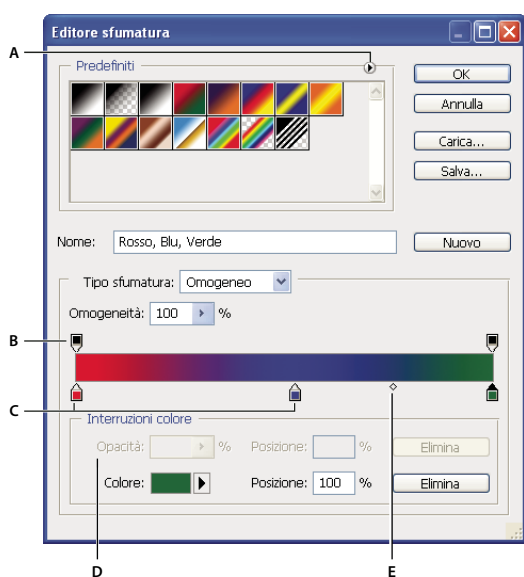 Editore sfumatura
A
Predefiniti
OK
Annulla
Carica...
Salva...
Nome: Rosso, Blu, Verde
Nuovo
Tipo sfumatura: Omogeneo
Omogeneità: 100 %
B
C
Interruzioni colore
Opacità: % Posizione: % Elimina
Colore: Posizione: 100 % Elimina
D E